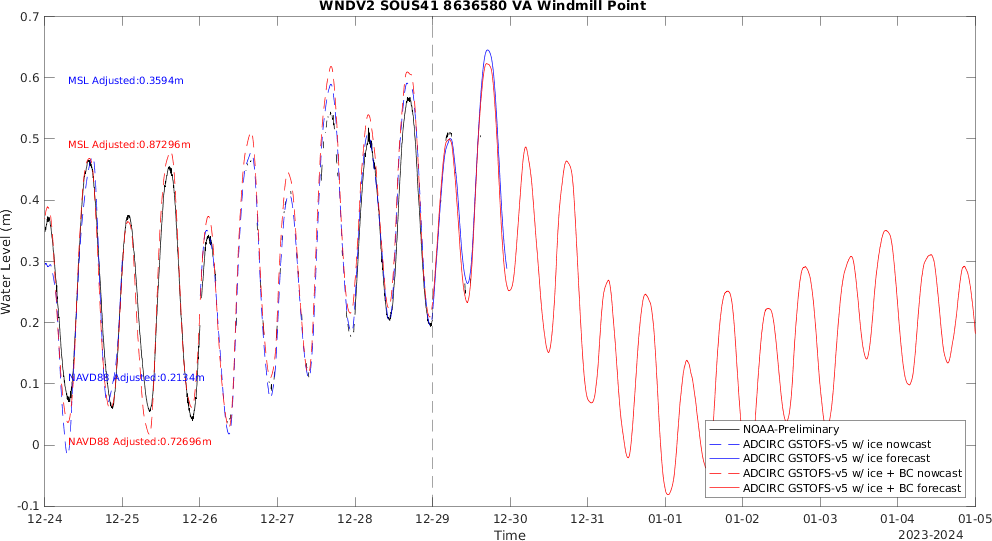 WNDV2 SOUS41 8636580 VA Windmill Point
0.7
0.6
0.5
0.4
0.3
0.2
0.1
0
-0.1
Water Level (m)
MSL Adjusted:0.3594m
MSL Adjusted:0.87296m
NAVD88 Adjusted:0.2134m
NAVD88 Adjusted:0.72696m
NOAA-Preliminary
ADCIRC GSTOFS-v5 w/ ice nowcast
ADCIRC GSTOFS-v5 w/ ice forecast
ADCIRC GSTOFS-v5 w/ ice + BC nowcast
ADCIRC GSTOFS-v5 w/ ice + BC forecast
12-24 12-25 12-26 12-27 12-28 12-29 12-30 12-31 01-01 01-02 01-03 01-04 01-05
Time
2023-2024